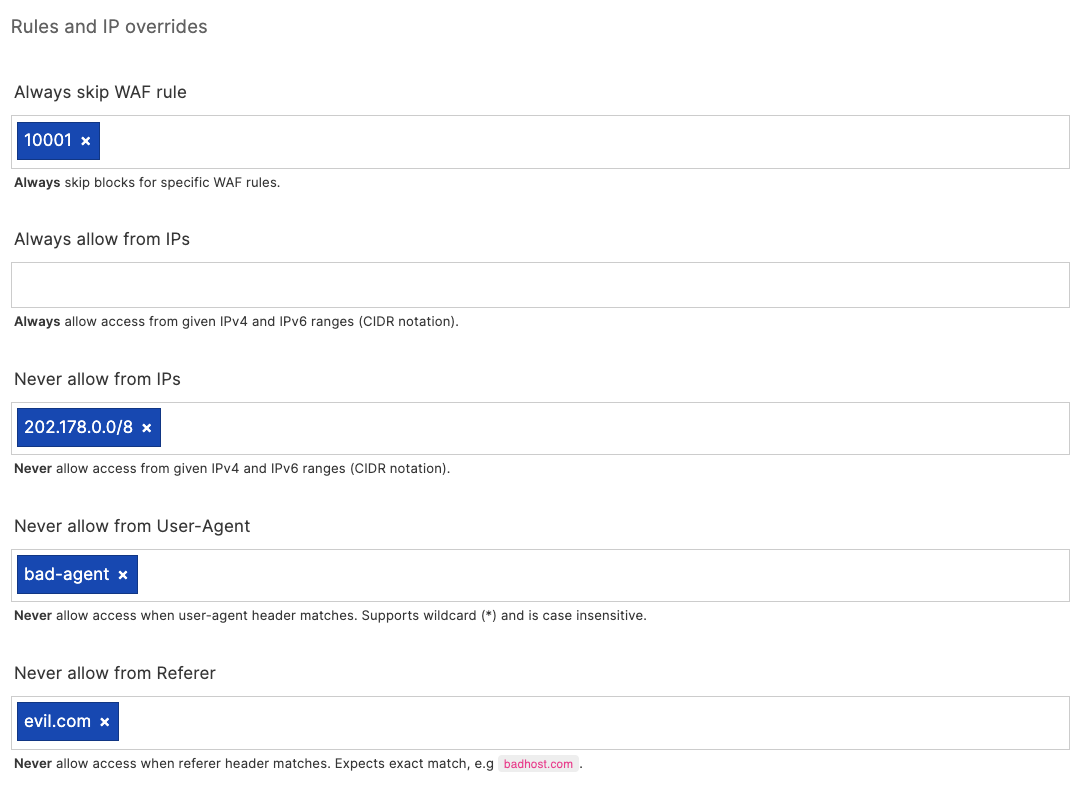 Rules and IP overrides
Always skip WAF rule
10001 ×
Always skip blocks for specific WAF rules.
Always allow from IPs
Always allow access from given IPv4 and IPv6 ranges (CIDR notation).
Never allow from IPs
202.178.0.0/8 ×
Never allow access from given IPv4 and IPv6 ranges (CIDR notation).
Never allow from User-Agent
bad-agent ×
Never allow access when user-agent header matches. Supports wildcard (*) and is case insensitive.
Never allow from Referer
evil.com ×
Never allow access when referer header matches. Expects exact match, e.g badhost.com.